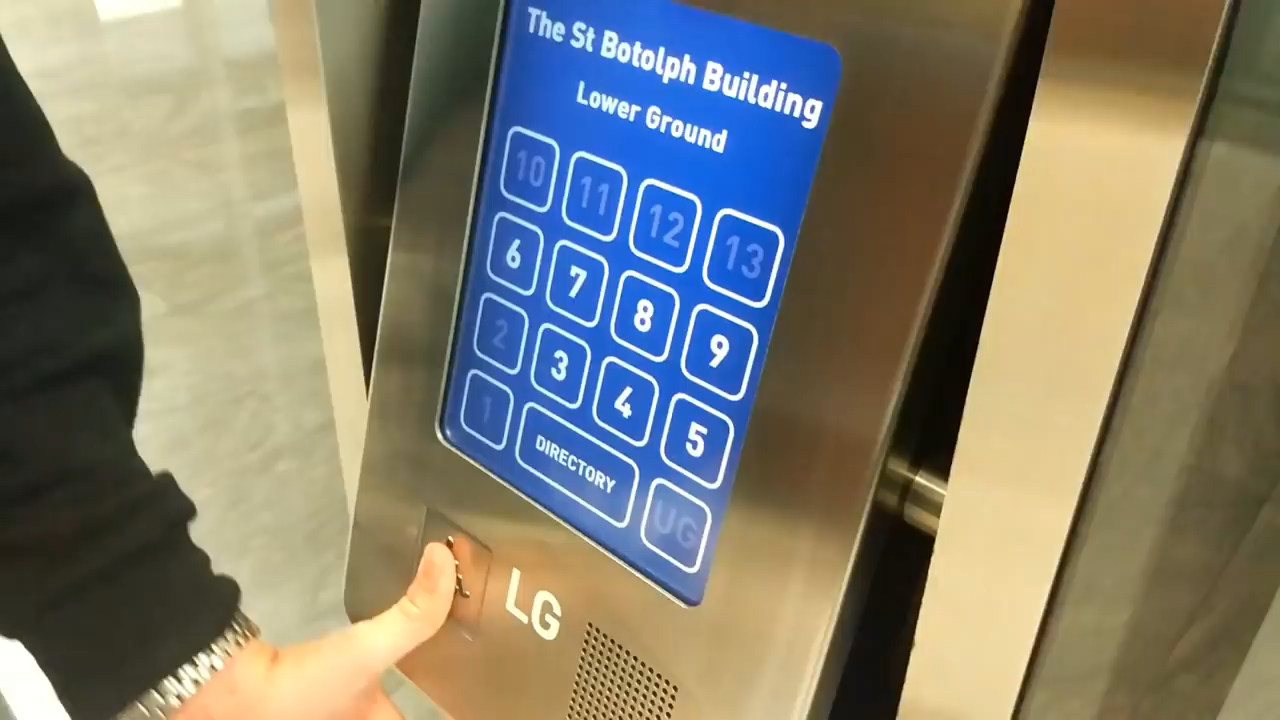 The St Botolph Building
Lower Ground
10 11 12 13
6 7 8 9
2 3 4 5
1 DIRECTORY UG
LG